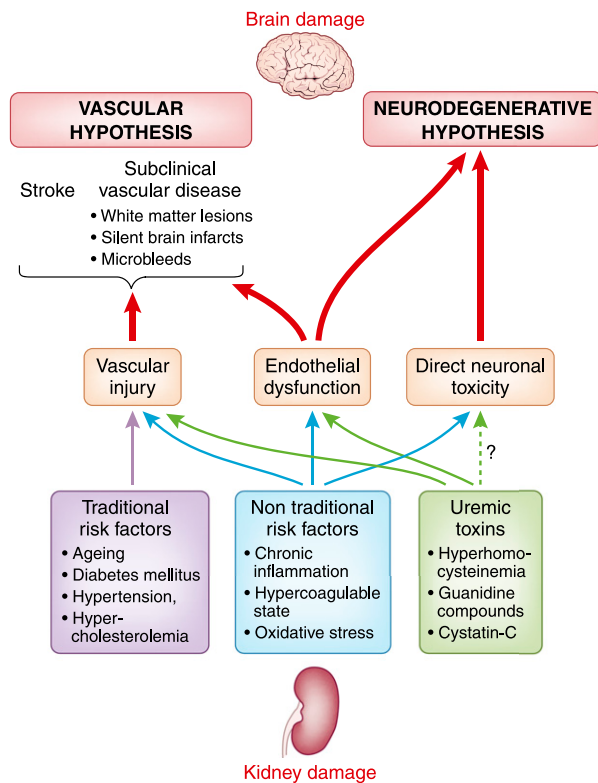 Brain damage
VASCULAR
HYPOTHESIS
NEURODEGENERATIVE
HYPOTHESIS
Stroke
Subclinical
vascular disease
• White matter lesions
• Silent brain infarcts
• Microbleeds
Vascular
injury
Endothelial
dysfunction
Direct neuronal
toxicity
?
Traditional
risk factors
• Ageing
• Diabetes mellitus
• Hypertension,
• Hyper-
cholesterolemia
Non traditional
risk factors
• Chronic
inflammation
• Hypercoagulable
state
• Oxidative stress
Uremic
toxins
• Hyperhomo-
cysteinemia
• Guanidine
compounds
• Cystatin-C
Kidney damage